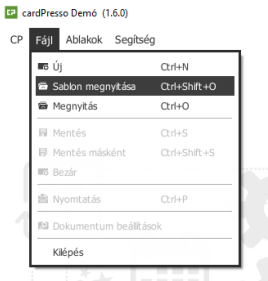 CP cardPresso Demó (1.6.0)
CP Fájl Ablakok Segítség
Új Ctrl+N
Sablon megnyitása Ctrl+Shift+O
Megnyitás Ctrl+O
Mentés Ctrl+S
Mentés másként Ctrl+Shift+S
Bezár
Nyomtatás Ctrl+P
Dokumentum beállítások
Kilépés